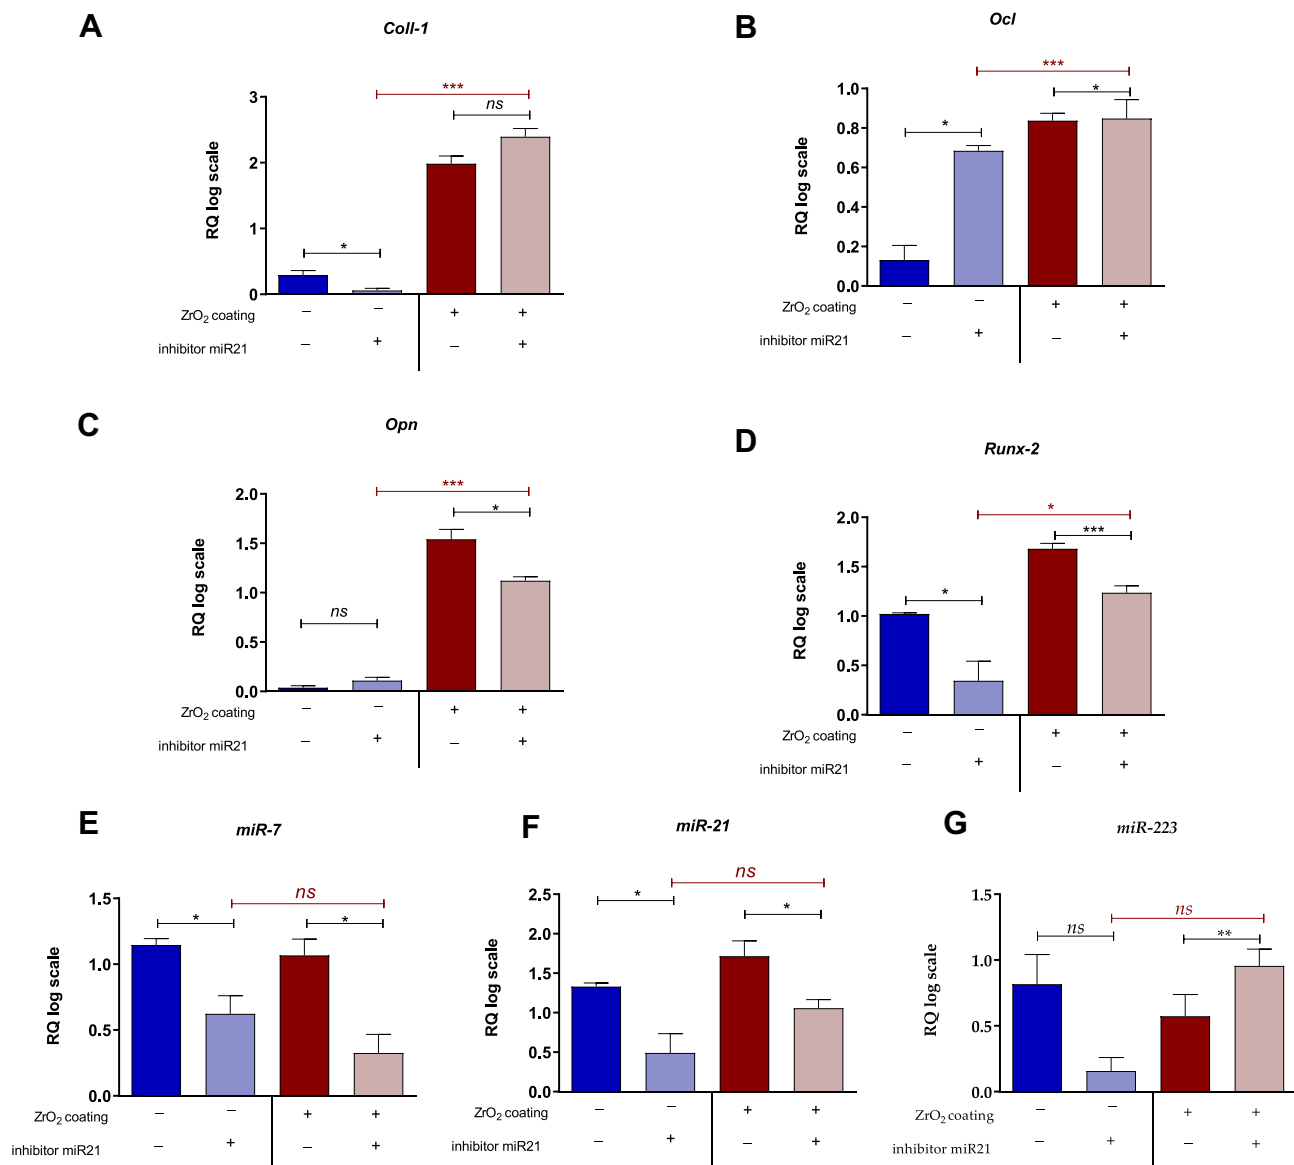 A
Coll-1
***
ns
*
RQ log scale
3
2
1
0
ZrO2 coating – – + +
inhibitor miR21 – + – +
B
Ocl
***
*
*
RQ log scale
1.0
0.8
0.6
0.4
0.2
0.0
ZrO2 coating – – + +
inhibitor miR21 – + – +
C
Opn
***
*
ns
RQ log scale
2.0
1.5
1.0
0.5
0.0
ZrO2 coating – – + +
inhibitor miR21 – + – +
D
Runx-2
*
***
*
RQ log scale
2.0
1.5
1.0
0.5
0.0
ZrO2 coating – – + +
inhibitor miR21 – + – +
E
miR-7
ns
* *
RQ log scale
1.5
1.0
0.5
0.0
ZrO2 coating – – + +
inhibitor miR21 – + – +
F
miR-21
ns
* *
RQ log scale
2.5
2.0
1.5
1.0
0.5
0.0
ZrO2 coating – – + +
inhibitor miR21 – + – +
G
miR-223
ns
ns **
RQ log scale
1.5
1.0
0.5
0.0
ZrO2 coating – – + +
inhibitor miR21 – + – +